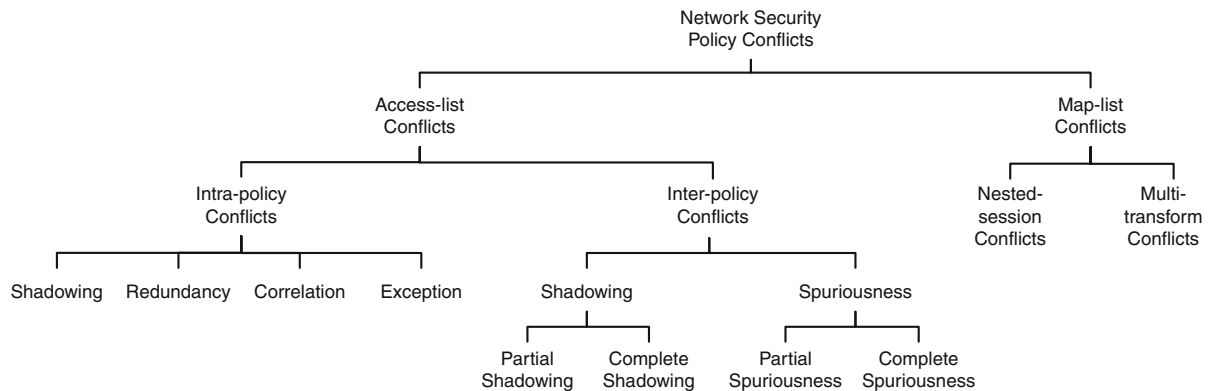 Network Security
Policy Conflicts
Access-list
Conflicts
Map-list
Conflicts
Intra-policy
Conflicts
Inter-policy
Conflicts
Nested-
session
Conflicts
Multi-
transform
Conflicts
Shadowing
Redundancy
Correlation
Exception
Shadowing
Spuriousness
Partial
Shadowing
Complete
Shadowing
Partial
Spuriousness
Complete
Spuriousness